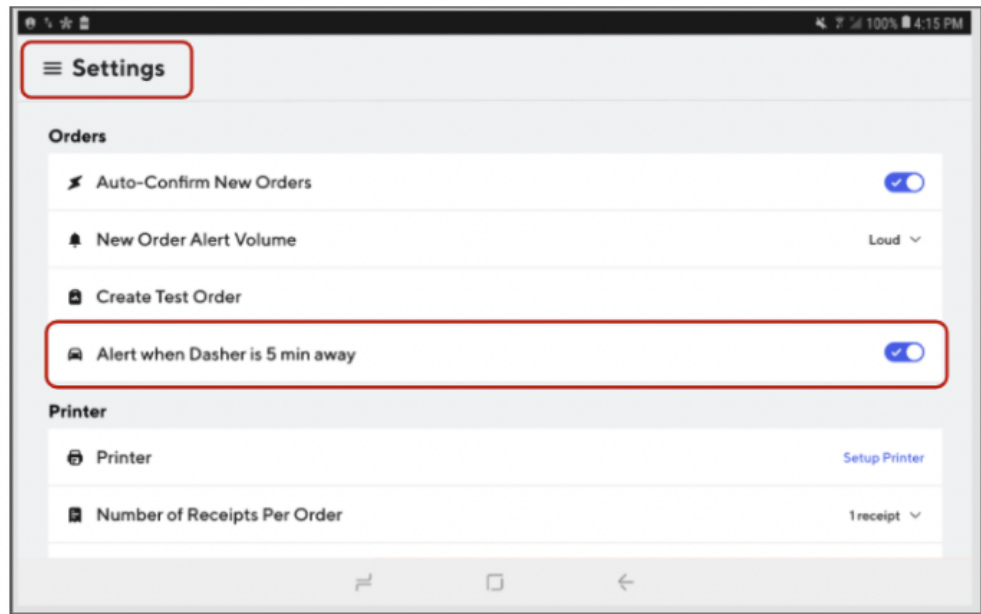 100% 4:15 PM
Settings
Orders
Auto-Confirm New Orders
New Order Alert Volume Loud
Create Test Order
Alert when Dasher is 5 min away
Printer
Printer Setup Printer
Number of Receipts Per Order 1 receipt